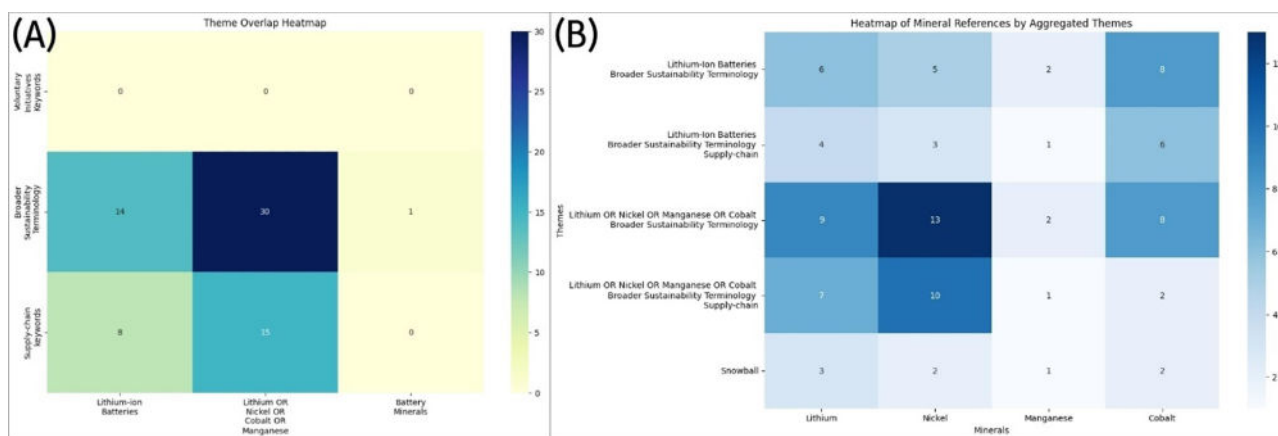 (A)
Theme Overlap Heatmap
Voluntary
Initiatives
Keywords
0
0
0
Broader
Sustainability
Terminology
14
30
1
Supply-chain
keywords
8
15
0
Lithium-ion
Batteries
Lithium OR
Nickel OR
Cobalt OR
Manganese
Battery
Minerals
30
25
20
15
10
5
0
(B)
Heatmap of Mineral References by Aggregated Themes
Themes
Lithium-Ion Batteries
Broader Sustainability Terminology
6
5
2
8
Lithium-Ion Batteries
Broader Sustainability Terminology
Supply-chain
4
3
1
6
Lithium OR Nickel OR Manganese OR Cobalt
Broader Sustainability Terminology
9
13
2
8
Lithium OR Nickel OR Manganese OR Cobalt
Broader Sustainability Terminology
Supply-chain
7
10
1
2
Snowball
3
2
1
2
Lithium
Nickel
Manganese
Cobalt
Minerals
8
6
4
2